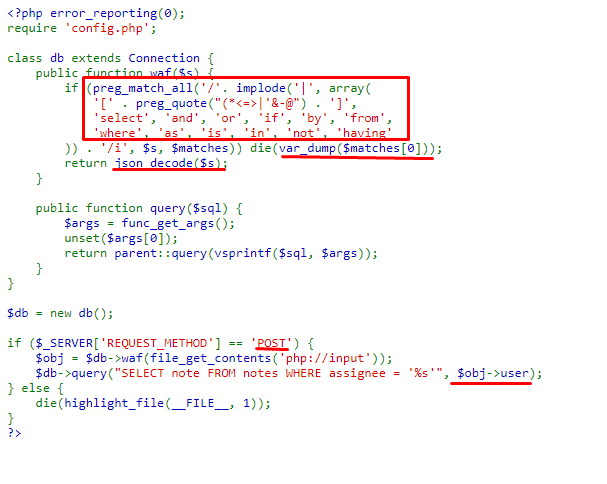 <?php error_reporting(0);
require 'config.php';
class db extends Connection {
public function waf($s) {
if (preg_match_all('/'. implode('|', array(
'[' . preg_quote("(*<=>|'&-@") . ']',
'select', 'and', 'or', 'if', 'by', 'from',
'where', 'as', 'is', 'in', 'not', 'having'
)) . '/i', $s, $matches)) die(var_dump($matches[0]));
return json_decode($s);
}
public function query($sql) {
$args = func_get_args();
unset($args[0]);
return parent::query(vsprintf($sql, $args));
}
}
$db = new db();
if ($_SERVER['REQUEST_METHOD'] == 'POST') {
$obj = $db->waf(file_get_contents('php://input'));
$db->query("SELECT note FROM notes WHERE assignee = '%s'", $obj->user);
} else {
die(highlight_file(__FILE__, 1));
}
?>